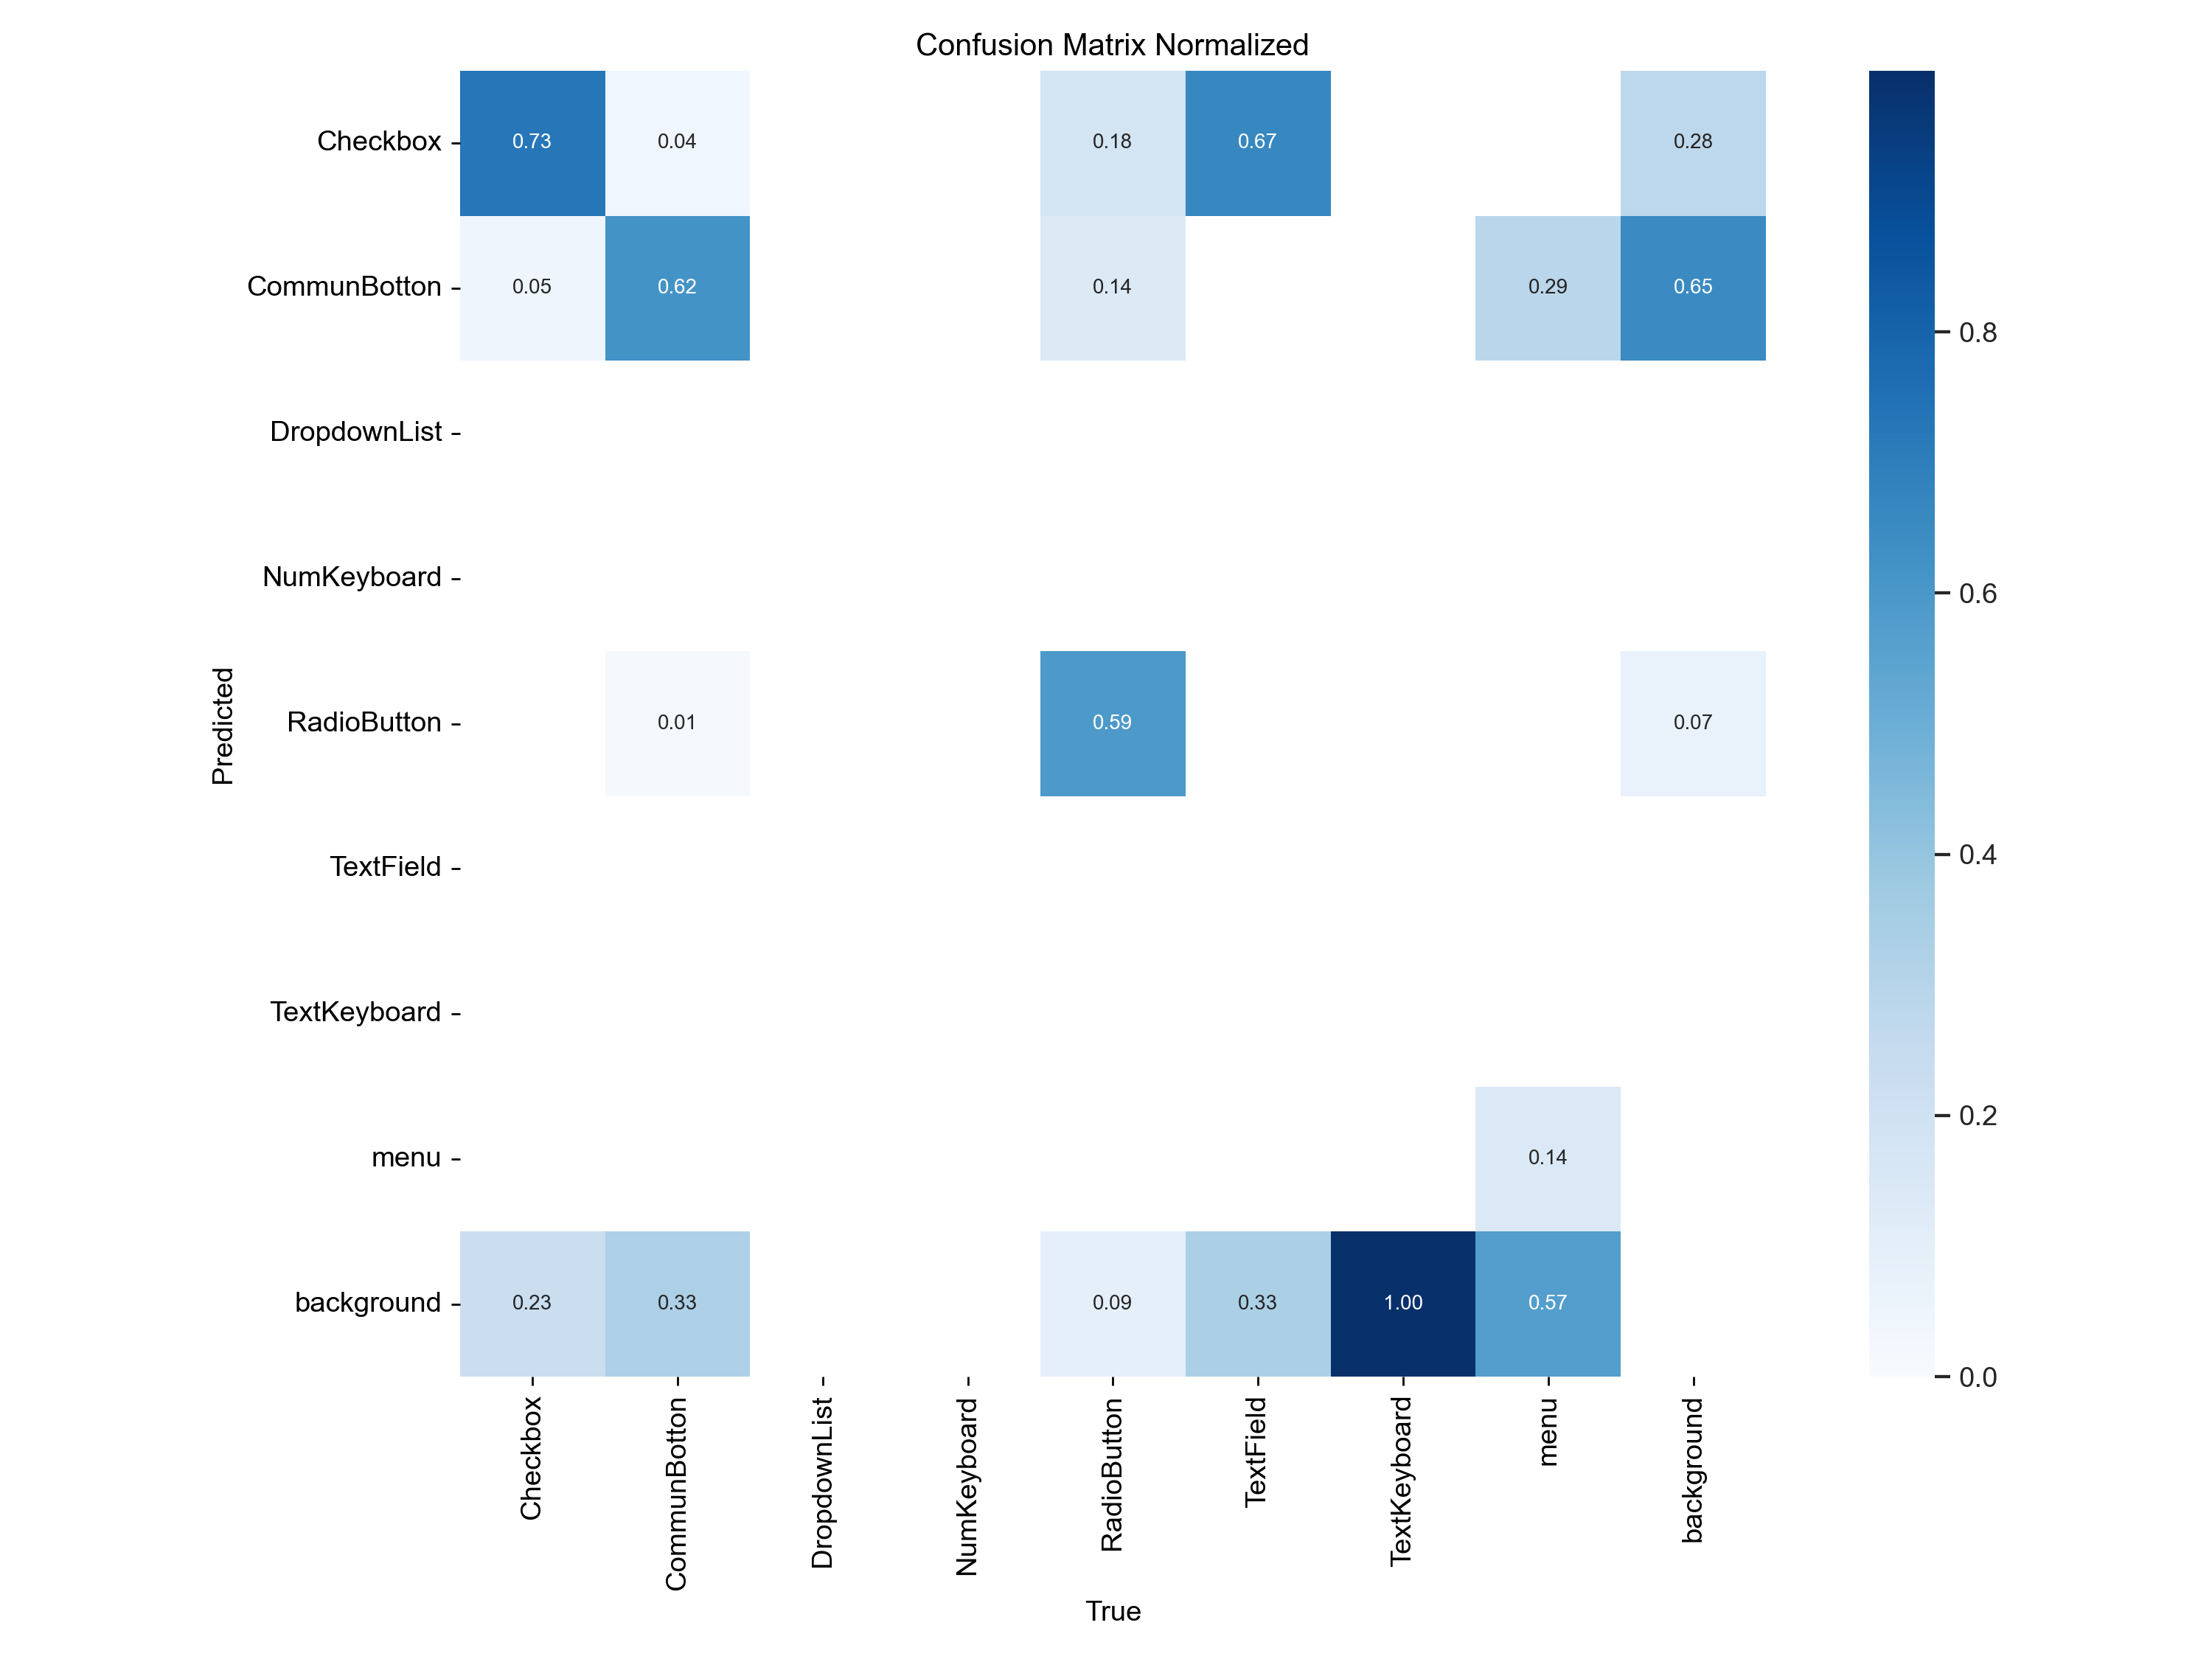 Confusion Matrix Normalized
Checkbox 0.73 0.04 0.18 0.67 0.28
CommunBotton 0.05 0.62 0.14 0.29 0.65
0.8
DropdownList
NumKeyboard
0.6
Predicted
RadioButton 0.01 0.59 0.07
TextField
0.4
TextKeyboard
menu 0.14
0.2
background 0.23 0.33 0.09 0.33 1.00 0.57
0.0
Checkbox CommunBotton DropdownList NumKeyboard RadioButton TextField TextKeyboard menu background
True